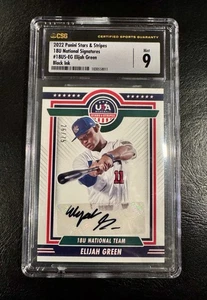 CSG
CERTIFIED SPORTS GUARANTY
2022 Panini Stars & Stripes
18U National Signatures
#18US-EG Elijah Green
Black Ink
Mint
9
USA
11
18U NATIONAL TEAM
ELIJAH GREEN